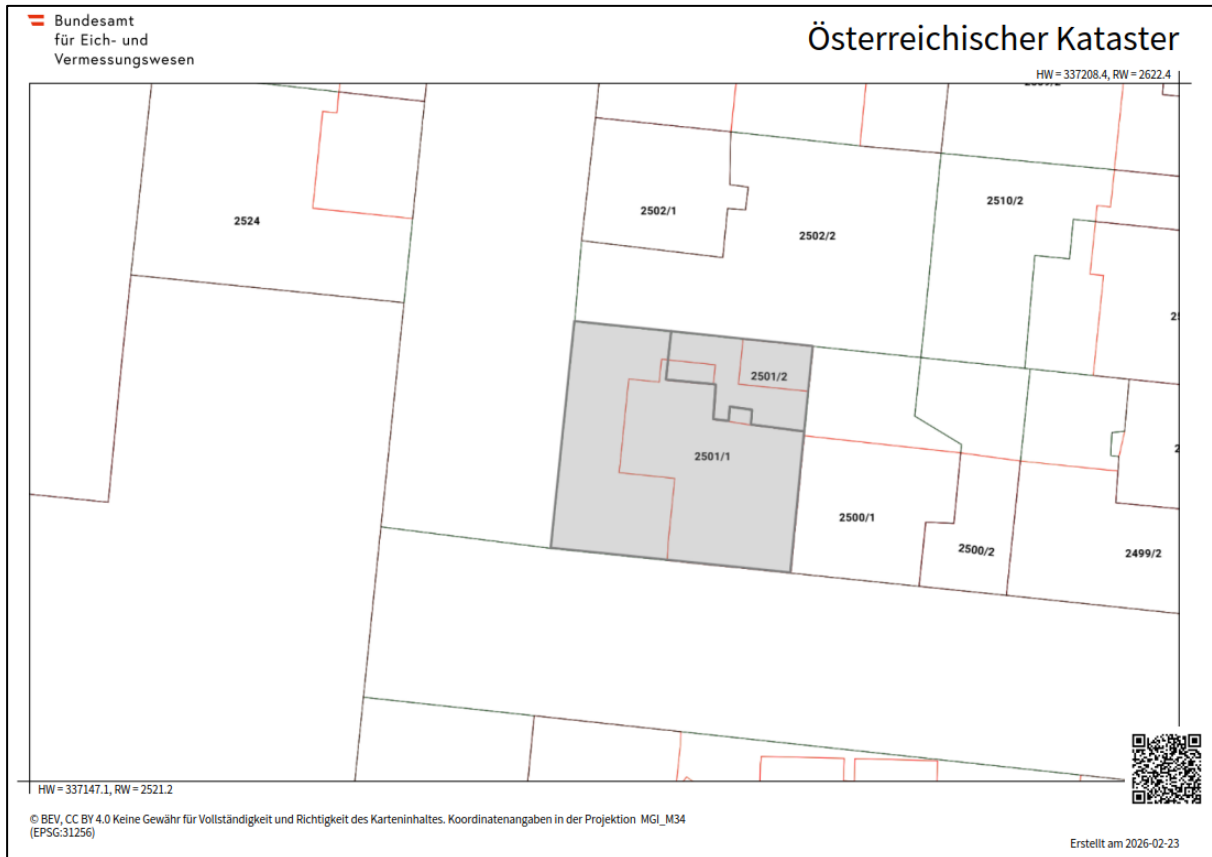 Bundesamt
für Eich- und
Vermessungswesen
Österreichischer Kataster
HW = 337208.4, RW = 2622.4
2524
2502/1
2502/2
2510/2
2501/2
2501/1
2500/1
2500/2
2499/2
HW = 337147.1, RW = 2521.2
© BEV, CC BY 4.0 Keine Gewähr für Vollständigkeit und Richtigkeit des Karteninhaltes. Koordinatenangaben in der Projektion MGI_M34
(EPSG:31256)
Erstellt am 2026-02-23